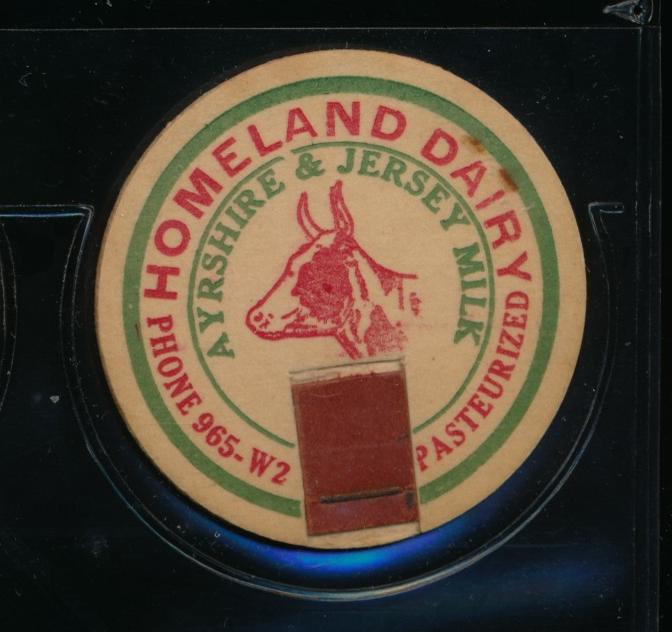 HOMELAND DAIRY
AYRSHIRE & JERSEY MILK
PHONE 965-W2
PASTEURIZED